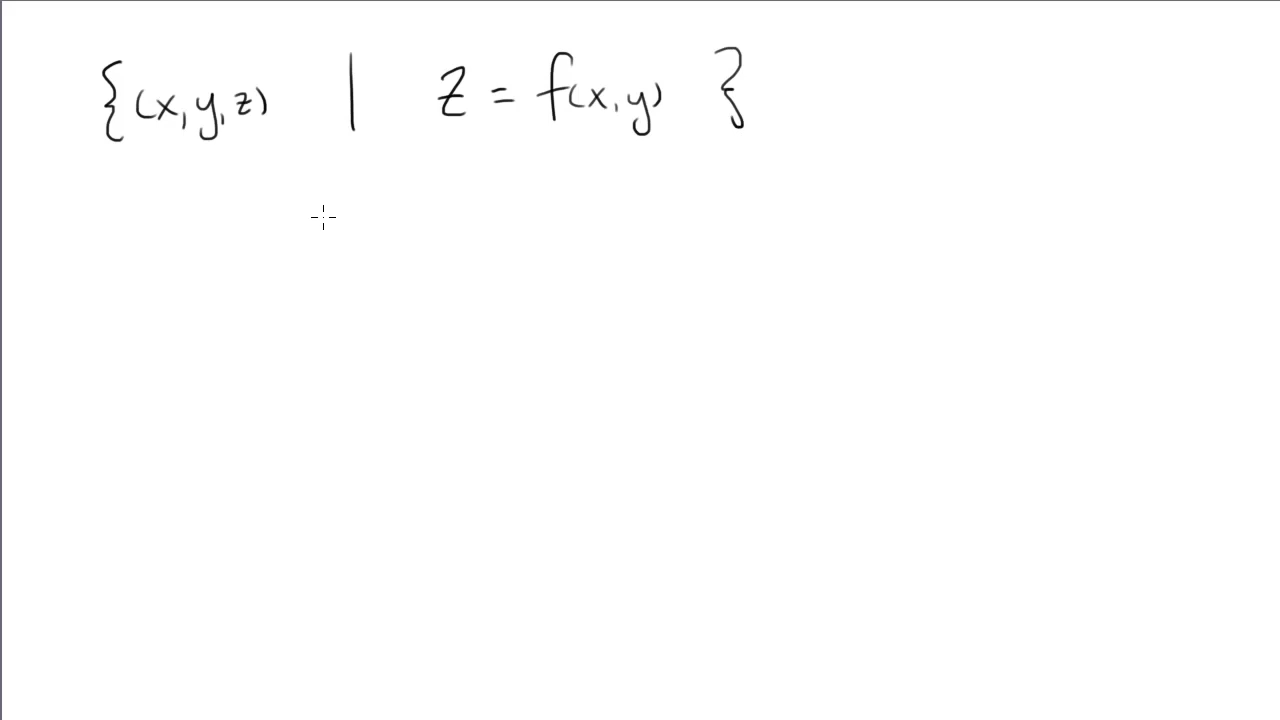 {(x,y,z) | z = f(x,y) }